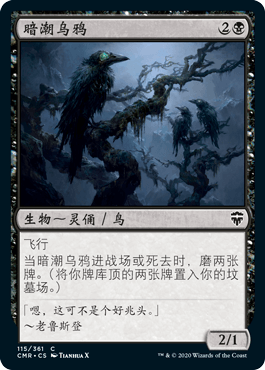 暗潮乌鸦 2
生物～灵俑 / 鸟
飞行
当暗潮乌鸦进战场或死去时，磨两张
牌。（将你牌库顶的两张牌置入你的坟
墓场。）
「嗯，这可不是个好兆头。」
～老鲁斯登
2/1
115/361 C
CMR • CS Tianhua X
™ & © 2020 Wizards of the Coast